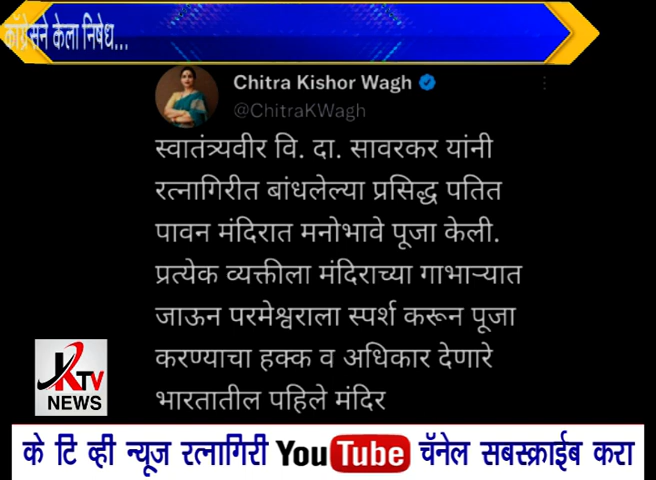 काँग्रेसने केला निषेध...
Chitra Kishor Wagh
@ChitraKWagh
स्वातंत्र्यवीर वि. दा. सावरकर यांनी
रत्नागिरीत बांधलेल्या प्रसिद्ध पतित
पावन मंदिरात मनोभावे पूजा केली.
प्रत्येक व्यक्तीला मंदिराच्या गाभाऱ्यात
जाऊन परमेश्वराला स्पर्श करून पूजा
करण्याचा हक्क व अधिकार देणारे
भारतातील पहिले मंदिर
KTV
NEWS
के टि व्ही न्यूज रत्नागिरी YouTube चॅनेल सबस्क्राईब करा